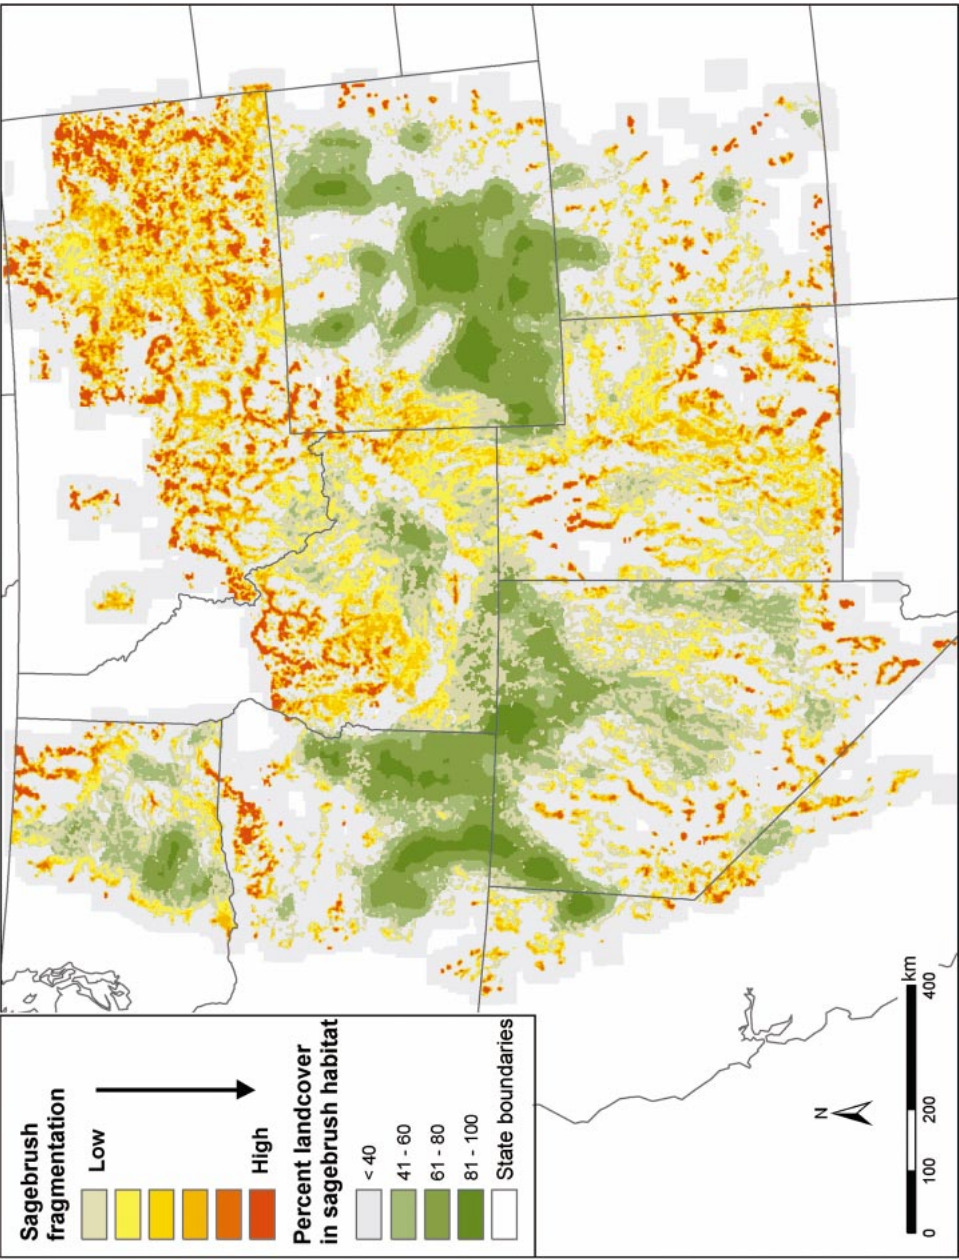 Sagebrush
fragmentation
Low
High
Percent landcover
in sagebrush habitat
< 40
41 - 60
61 - 80
81 - 100
State boundaries
N
0 100 200 400
km